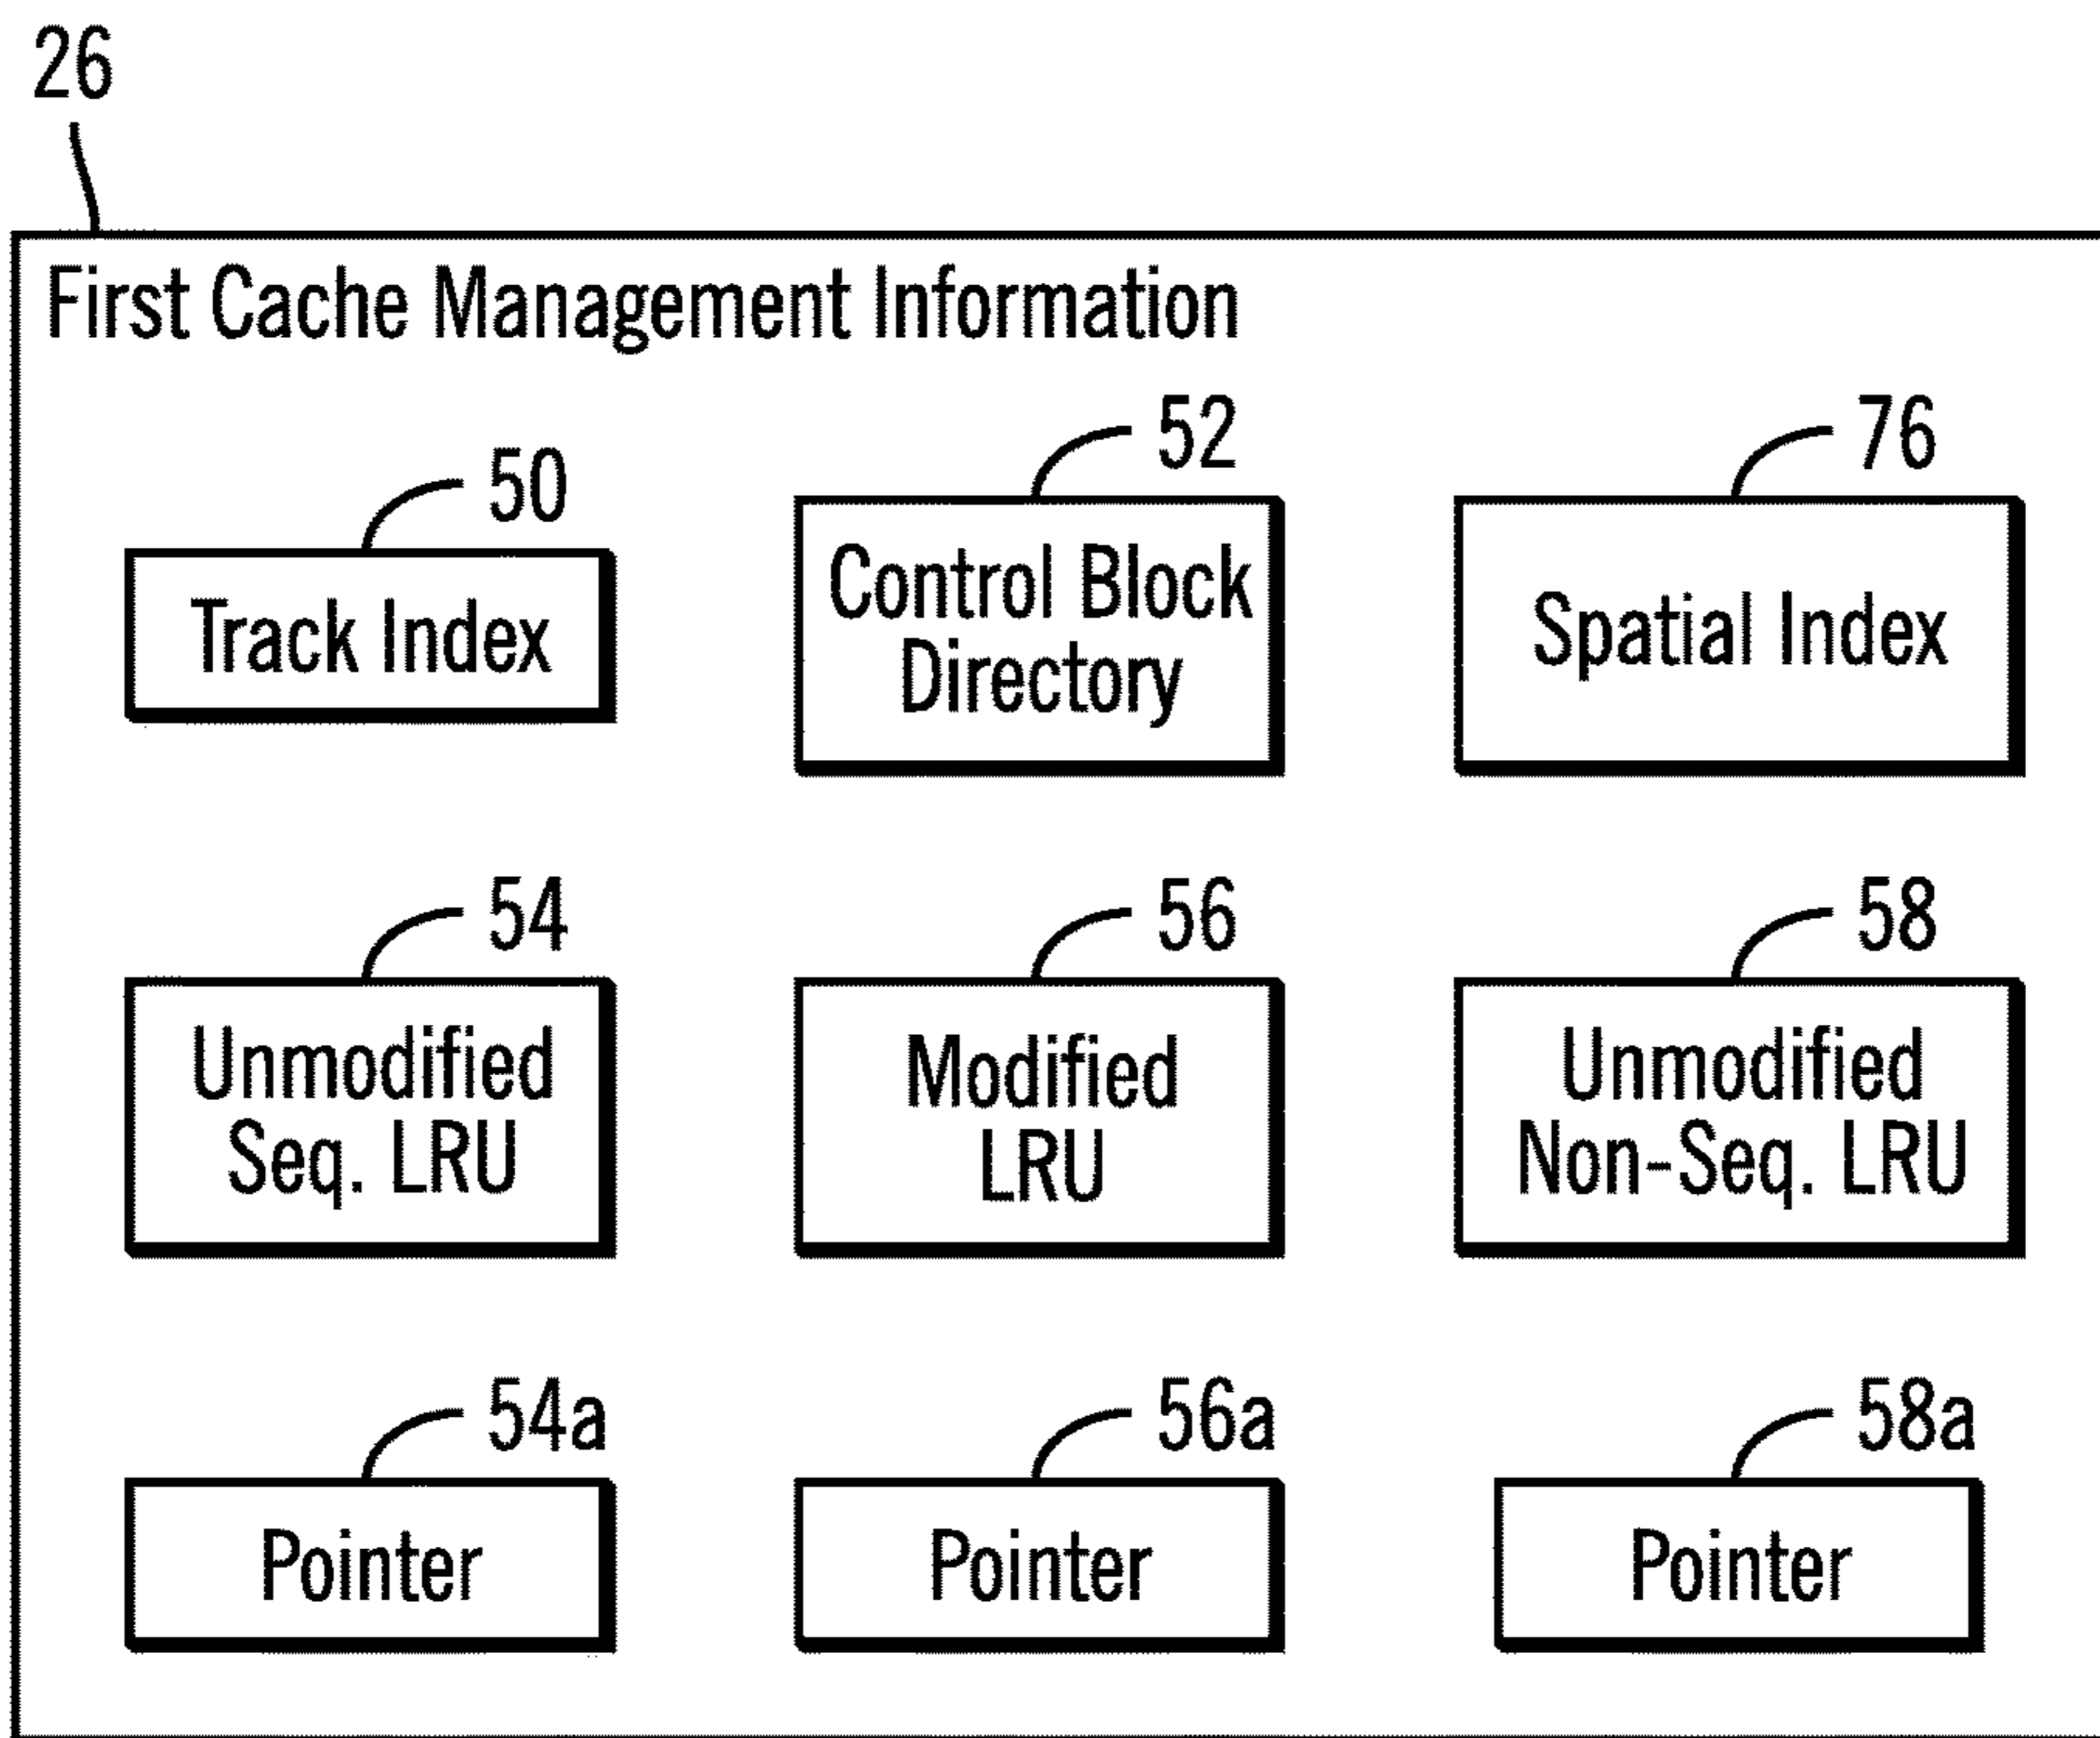 26
First Cache Management Information
50
52
76
Track Index
Control Block
Directory
Spatial Index
54
56
58
Unmodified
Seq. LRU
Modified
LRU
Unmodified
Non-Seq. LRU
54a
56a
58a
Pointer
Pointer
Pointer